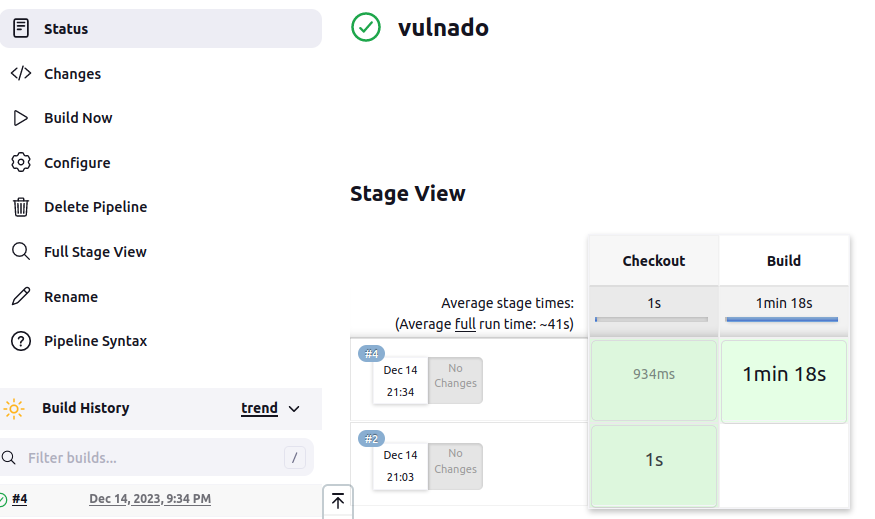 Status
Changes
Build Now
Configure
Delete Pipeline
Full Stage View
Rename
Pipeline Syntax
Build History
trend
Filter builds...
/
#4
Dec 14, 2023, 9:34 PM
vulnado
Stage View
Checkout
Build
Average stage times:
1s
1min 18s
(Average full run time: ~41s)
#4
Dec 14
21:34
No
Changes
934ms
1min 18s
#2
Dec 14
21:03
No
Changes
1s